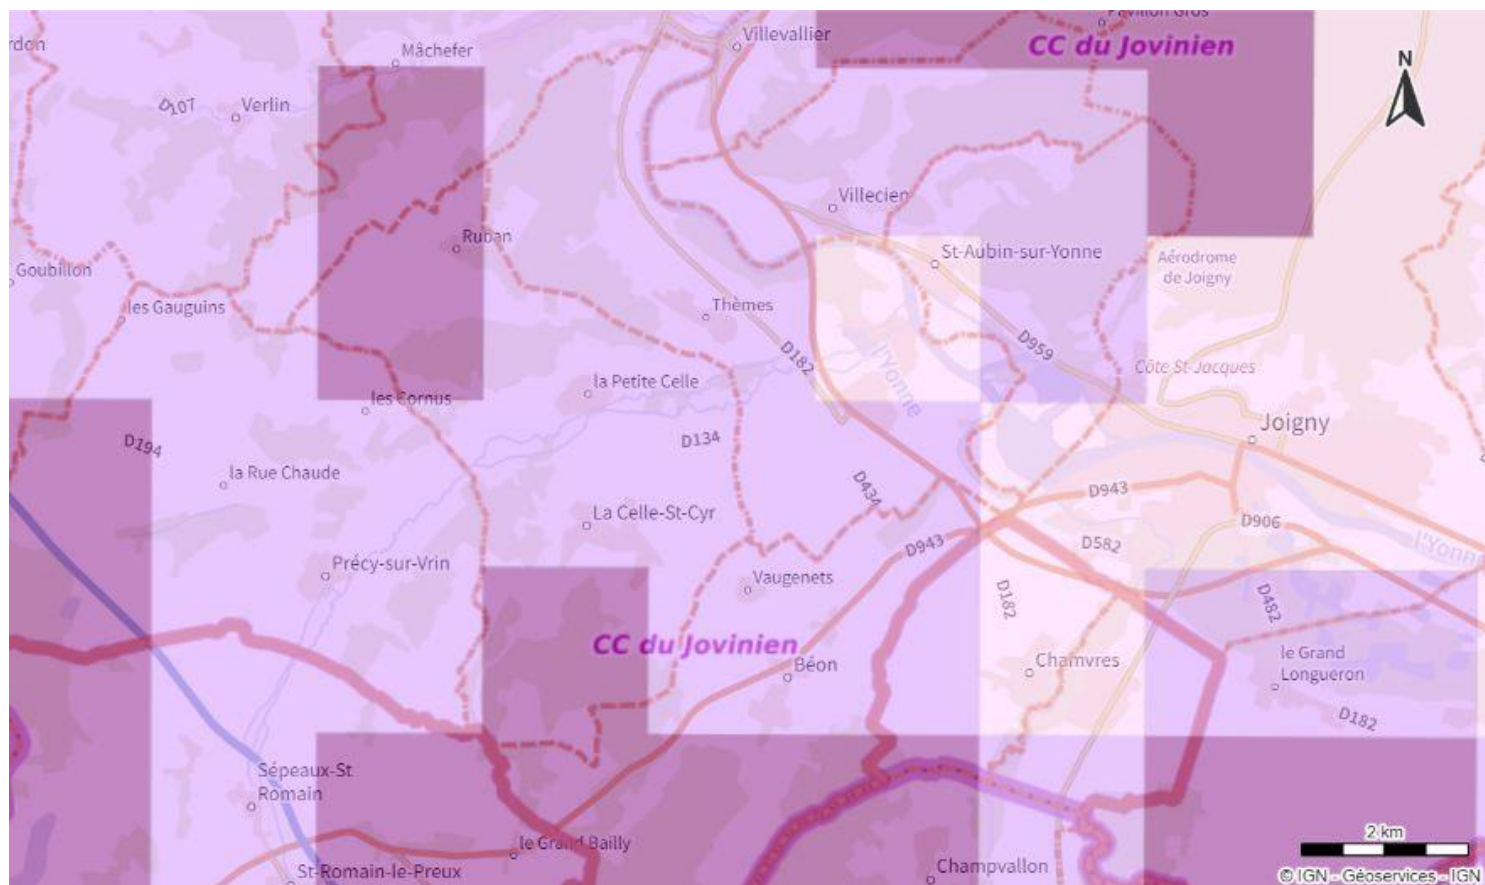 Pavillon Gros
CC du Jovinien
Villevallier
rdon
Mâchefer
N
D107
Verlin
Villecien
Ruban
St-Aubin-sur-Yonne
Aérodrome
de Joigny
Goubillon
les Gauguins
Thèmes
D182
D959
l'Yonne
Côte St-Jacques
la Petite Celle
les Cornus
Joigny
D194
D134
la Rue Chaude
D434
D943
La Celle-St-Cyr
D906
D943
D582
l'Yonne
Précy-sur-Vrin
Vaugenets
D182
D482
CC du Jovinien
Béon
Chamvres
le Grand
Longueron
D182
Sépeaux-St
Romain
2 km
le Grand Bailly
St-Romain-le-Preux
Champvallon
© IGN - Géoservices - IGN